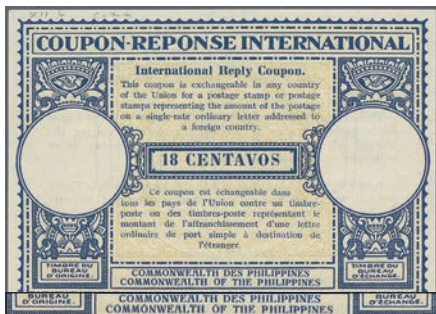 COUPON-REPONSE INTERNATIONAL
International Reply Coupon.
This coupon is exchangeable in any country
of the Union for a postage stamp or postage
stamps representing the amount of the postage
on a single-rate ordinary letter addressed to
a foreign country.
18 CENTAVOS
Ce coupon est échangeable dans
tous les pays de l'Union contre un timbre-
poste ou des timbres-poste représentant le
montant de l'affranchissement d'une lettre
ordinaire de port simple à destination de
l'étranger.
TIMBRE DU
BUREAU
D'ORIGINE.
COMMONWEALTH DES PHILIPPINES
COMMONWEALTH OF THE PHILIPPINES
TIMBRE DU
BUREAU
D'ÉCHANGE.
BUREAU
D'ORIGINE.
COMMONWEALTH DES PHILIPPINES
COMMONWEALTH OF THE PHILIPPINES
BUREAU
D'ÉCHANGE.